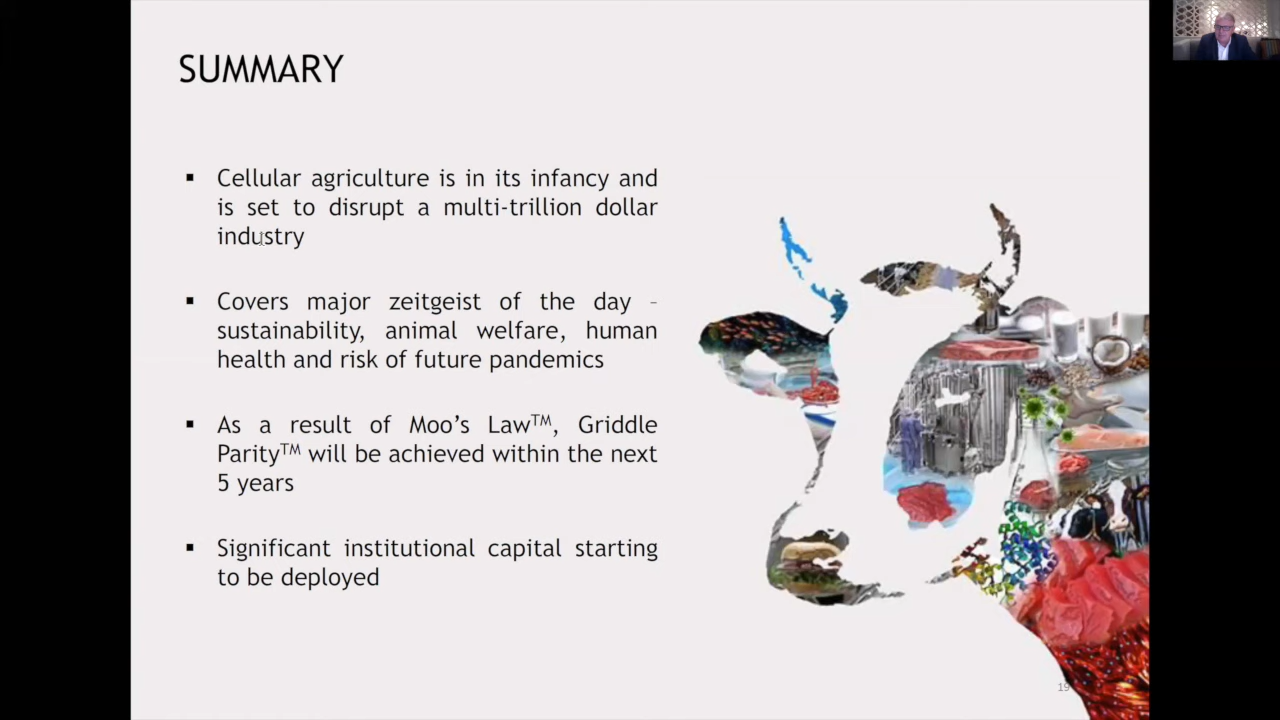 SUMMARY
▪ Cellular agriculture is in its infancy and
is set to disrupt a multi-trillion dollar
industry
▪ Covers major zeitgeist of the day –
sustainability, animal welfare, human
health and risk of future pandemics
▪ As a result of Moo’s Law™, Griddle
Parity™ will be achieved within the next
5 years
▪ Significant institutional capital starting
to be deployed
19